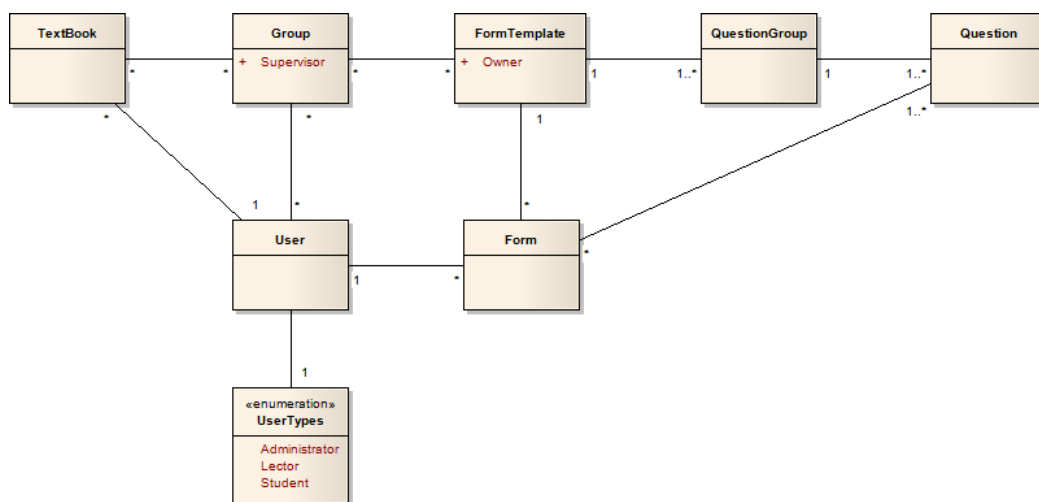 TextBook
Group
FormTemplate
QuestionGroup
Question
+ Supervisor
+ Owner
* * * * 1 1..* 1 1..*
* * 1 1..*
1 * * *
User
Form
1 *
1
«enumeration»
UserTypes
Administrator
Lector
Student